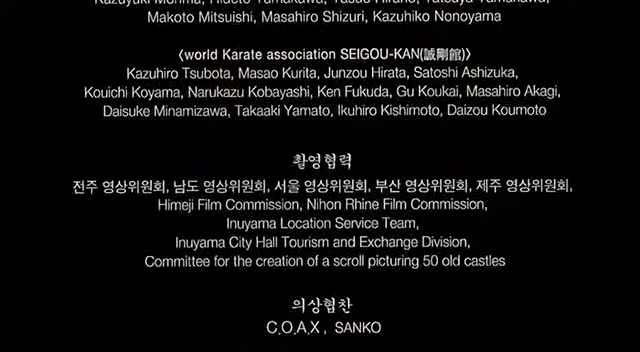 Makoto Mitsuishi, Masahiro Shizuri, Kazuhiko Nonoyama
〈world Karate association SEIGOU-KAN(誠剛館)〉
Kazuhiro Tsubota, Masao Kurita, Junzou Hirata, Satoshi Ashizuka,
Kouichi Koyama, Narukazu Kobayashi, Ken Fukuda, Gu Koukai, Masahiro Akagi,
Daisuke Minamizawa, Takaaki Yamato, Ikuhiro Kishimoto, Daizou Koumoto
촬영협력
전주 영상위원회, 남도 영상위원회, 서울 영상위원회, 부산 영상위원회, 제주 영상위원회,
Himeji Film Commission, Nihon Rhine Film Commission,
Inuyama Location Service Team,
Inuyama City Hall Tourism and Exchange Division,
Committee for the creation of a scroll picturing 50 old castles
의상협찬
C.O.A.X , SANKO